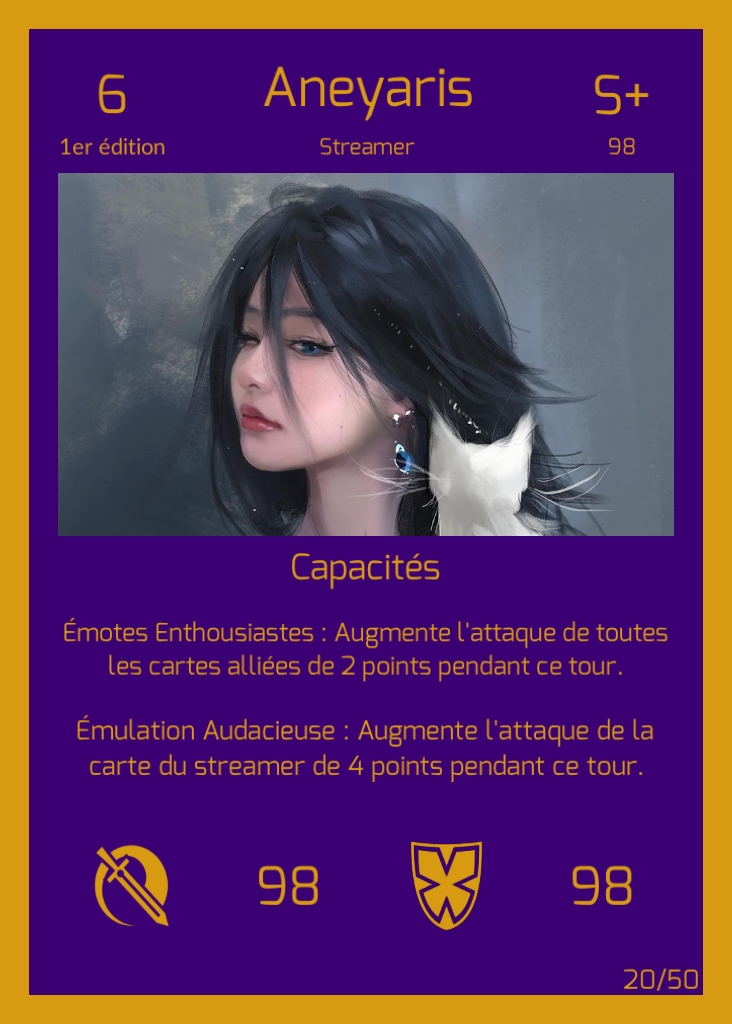 6
Aneyaris
S+
1er édition
Streamer
98
Capacités
Émotes Enthousiastes : Augmente l'attaque de toutes
les cartes alliées de 2 points pendant ce tour.
Émulation Audacieuse : Augmente l'attaque de la
carte du streamer de 4 points pendant ce tour.
98
98
20/50